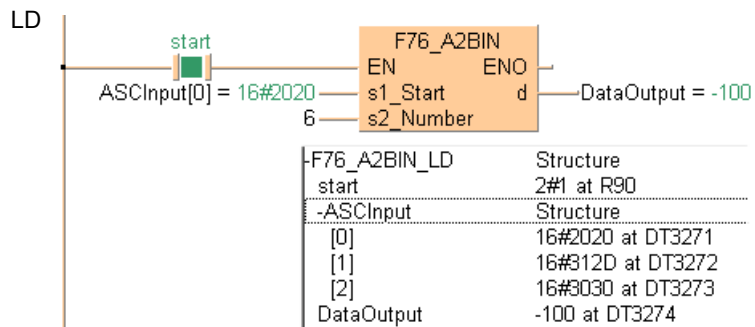 LD
start
F76_A2BIN
EN ENO
ASCInput[0] = 16#2020 s1_Start d DataOutput = -100
6 s2_Number
-F76_A2BIN_LD Structure
start 2#1 at R90
-ASCInput Structure
[0] 16#2020 at DT3271
[1] 16#312D at DT3272
[2] 16#3030 at DT3273
DataOutput -100 at DT3274